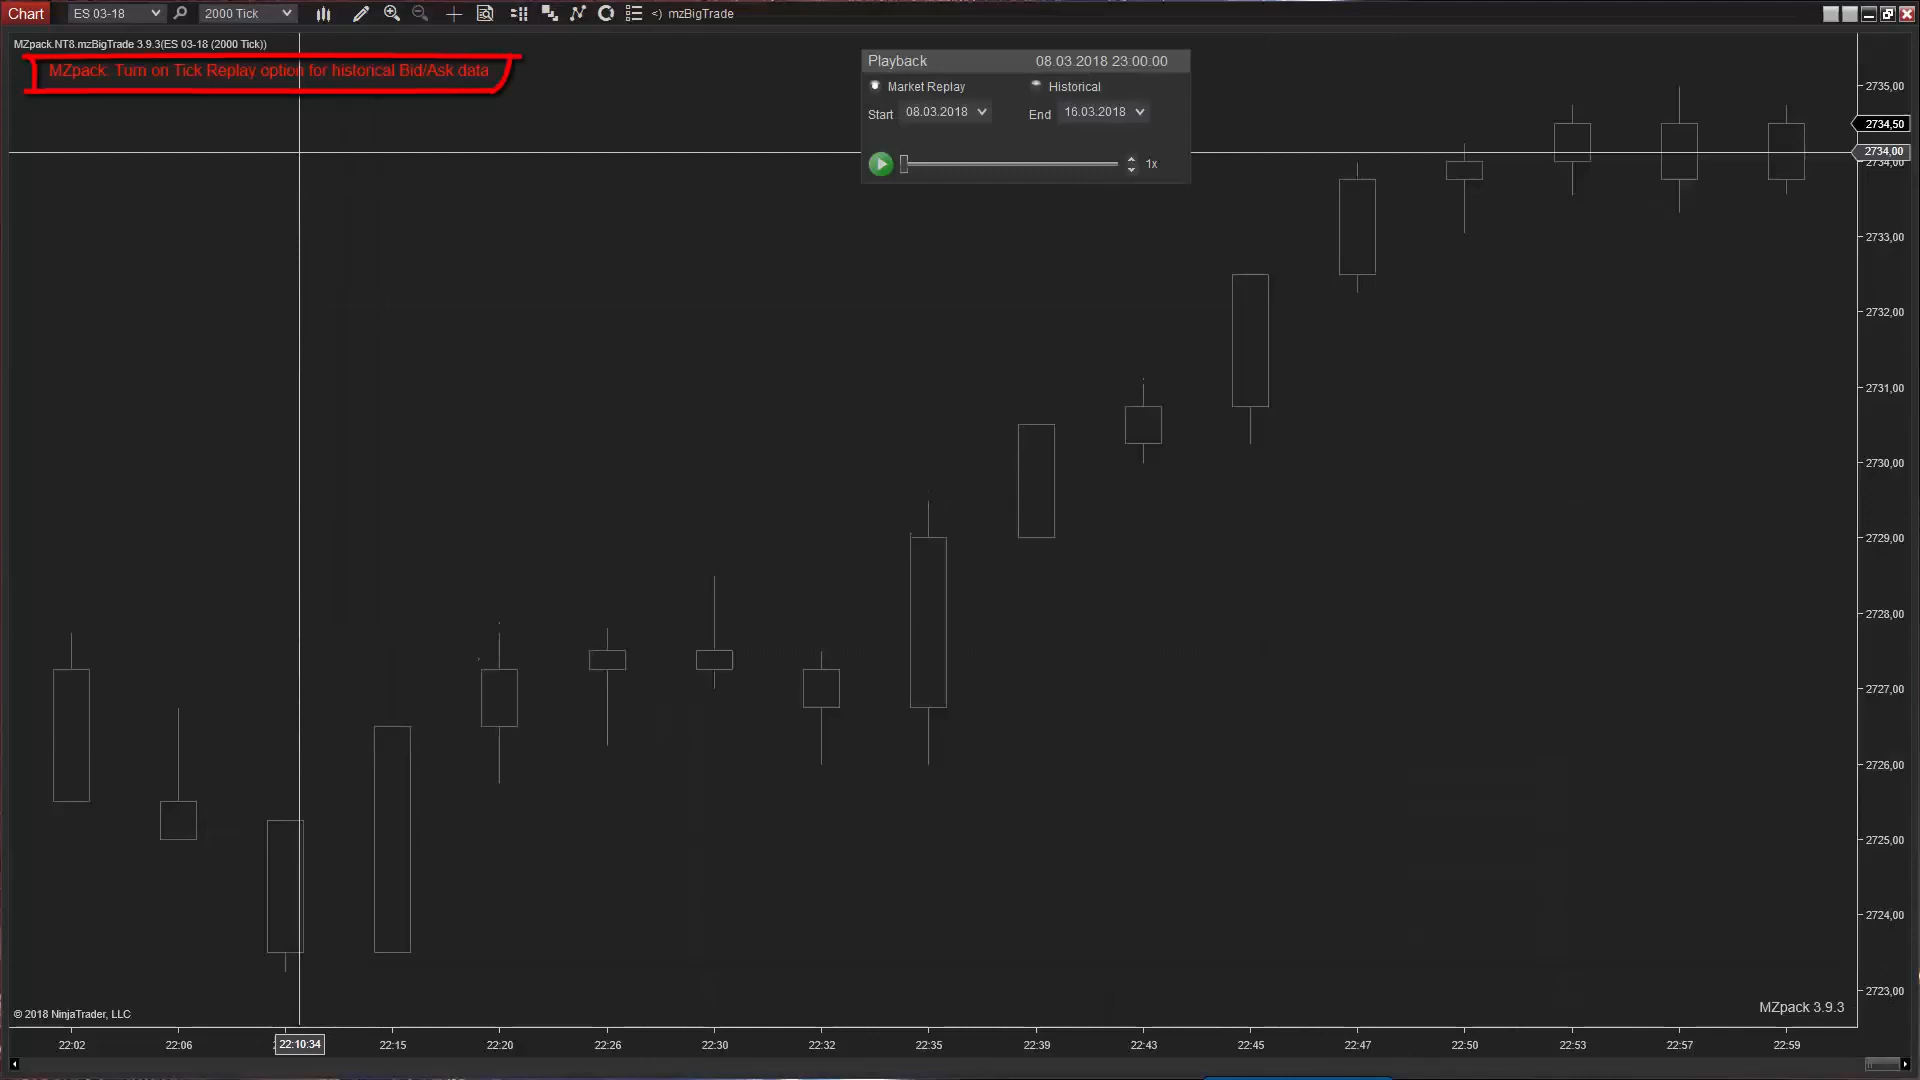 Chart ES 03-18 2000 Tick <) mzBigTrade
MZpack.NT8.mzBigTrade 3.9.3(ES 03-18 (2000 Tick))
MZpack: Turn on Tick Replay option for historical Bid/Ask data
Playback 08.03.2018 23:00:00
Market Replay Historical
Start 08.03.2018 End 16.03.2018
1x
2735,00
2734,50
2734,00
2734,00
2733,00
2732,00
2731,00
2730,00
2729,00
2728,00
2727,00
2726,00
2725,00
2724,00
2723,00
© 2018 NinjaTrader, LLC
MZpack 3.9.3
22:02 22:06 22:10:34 22:15 22:20 22:26 22:30 22:32 22:35 22:39 22:43 22:45 22:47 22:50 22:53 22:57 22:59